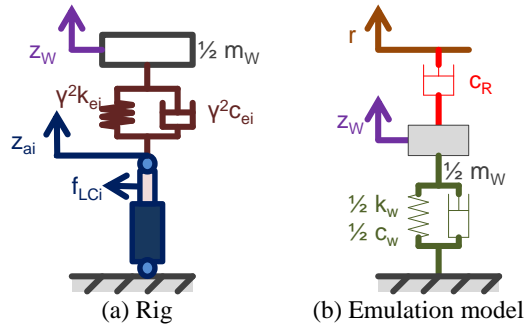 z_W
½ m_W
γ²k_ei
γ²c_ei
z_ai
f_LCi
(a) Rig
r
c_R
z_W
½ m_W
½ k_w
½ c_w
(b) Emulation model